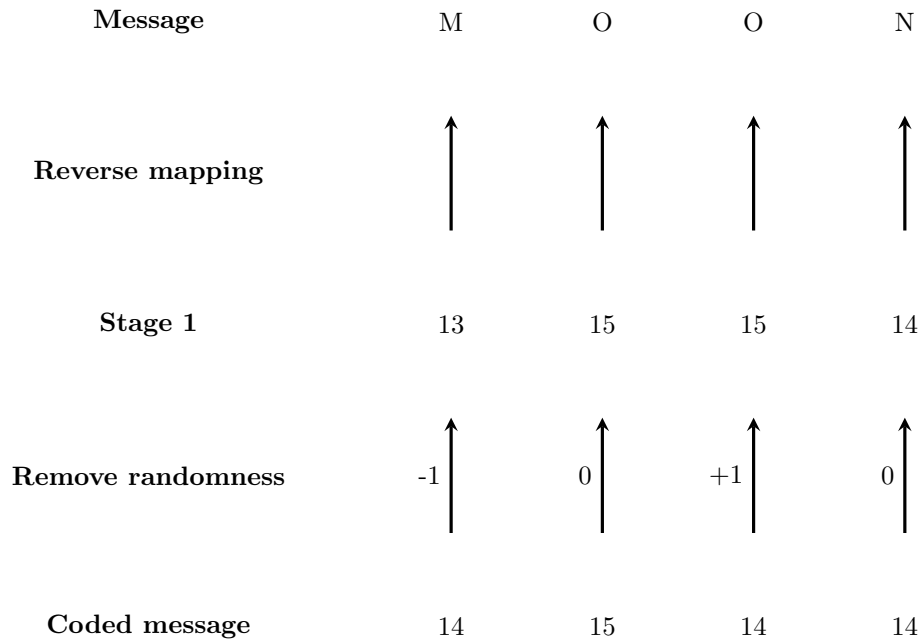 Message M O O N
Reverse mapping
Stage 1 13 15 15 14
Remove randomness -1 0 +1 0
Coded message 14 15 14 14